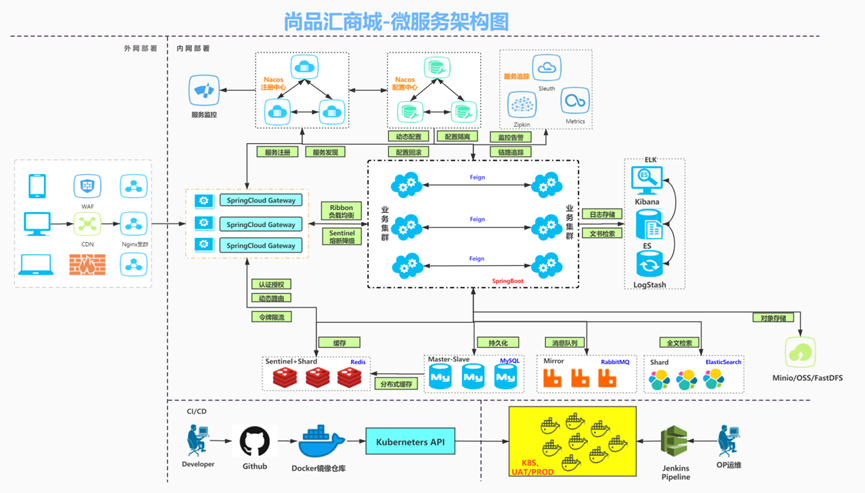 尚品汇商城-微服务架构图
外网部署
内网部署
Nacos
注册中心
Nacos
配置中心
服务追踪
Sleuth
Zipkin
Metrics
服务监控
服务注册
服务发现
动态配置
配置隔离
配置回滚
监控告警
链路追踪
WAF
CDN
Nginx集群
SpringCloud Gateway
SpringCloud Gateway
SpringCloud Gateway
Ribbon
负载均衡
Sentinel
熔断降级
业务集群
Feign
Feign
Feign
业务集群
SpringBoot
日志存储
文书检索
ELK
Kibana
ES
LogStash
认证授权
动态路由
令牌限流
对象存储
缓存
持久化
消息队列
全文检索
Sentinel+Shard
Redis
分布式缓存
Master-Slave
MySQL
Mirror
RabbitMQ
Shard
ElasticSearch
Minio/OSS/FastDFS
CI/CD
Developer
Github
Docker镜像仓库
Kuberneters API
K8S、
UAT/PROD
Jenkins
Pipeline
OP运维